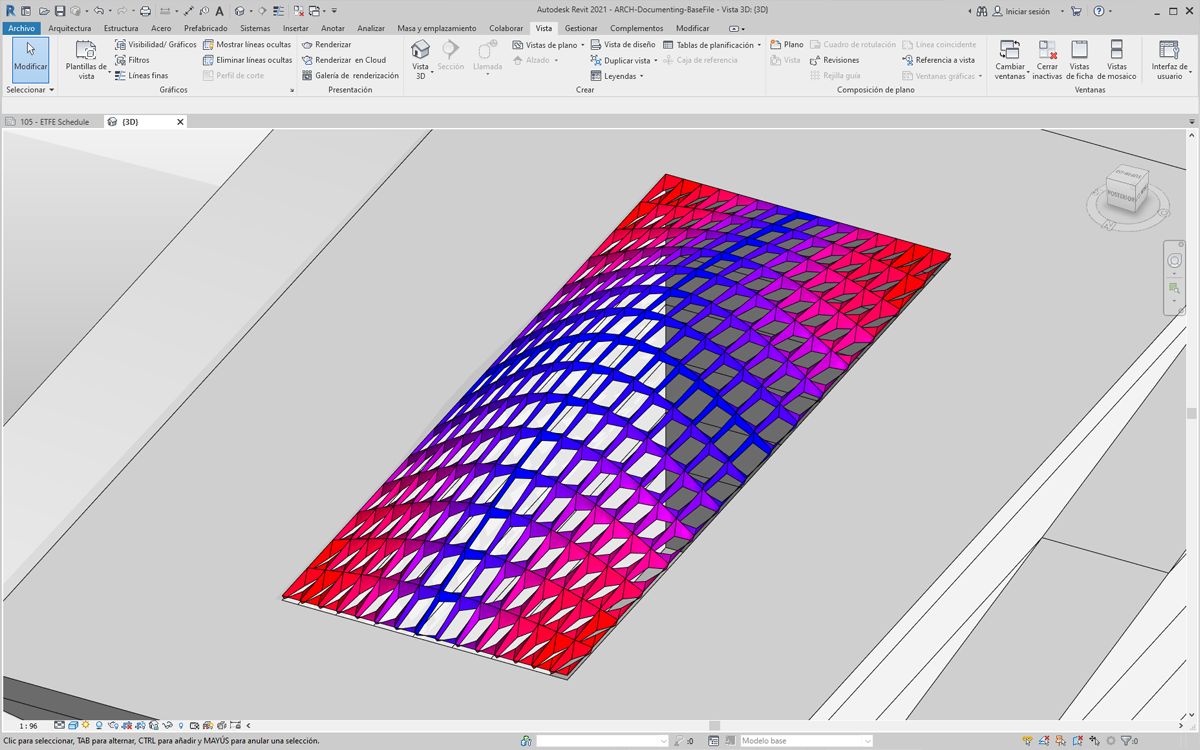 Autodesk Revit 2021 - ARCH-Documenting-BaseFile - Vista 3D: {3D}
Iniciar sesión
Archivo Arquitectura Estructura Acero Prefabricado Sistemas Insertar Anotar Analizar Masa y emplazamiento Colaborar Vista Gestionar Complementos Modificar
Modificar
Seleccionar
Plantillas de vista
Visibilidad/ Gráficos
Filtros
Líneas finas
Mostrar líneas ocultas
Eliminar líneas ocultas
Perfil de corte
Gráficos
Renderizar
Renderizar en Cloud
Galería de renderización
Presentación
Vista 3D
Sección
Llamada
Vistas de plano
Alzado
Vista de diseño
Duplicar vista
Leyendas
Tablas de planificación
Caja de referencia
Crear
Plano
Vista
Cuadro de rotulación
Revisiones
Rejilla guía
Línea coincidente
Referencia a vista
Ventanas gráficas
Composición de plano
Cambiar ventanas
Cerrar inactivas
Vistas de ficha
Vistas de mosaico
Ventanas
Interfaz de usuario
105 - ETFE Schedule
{3D}
POSTERIOR
1 : 96
Clic para seleccionar, TAB para alternar, CTRL para añadir y MAYÚS para anular una selección.
:0
Modelo base
:0